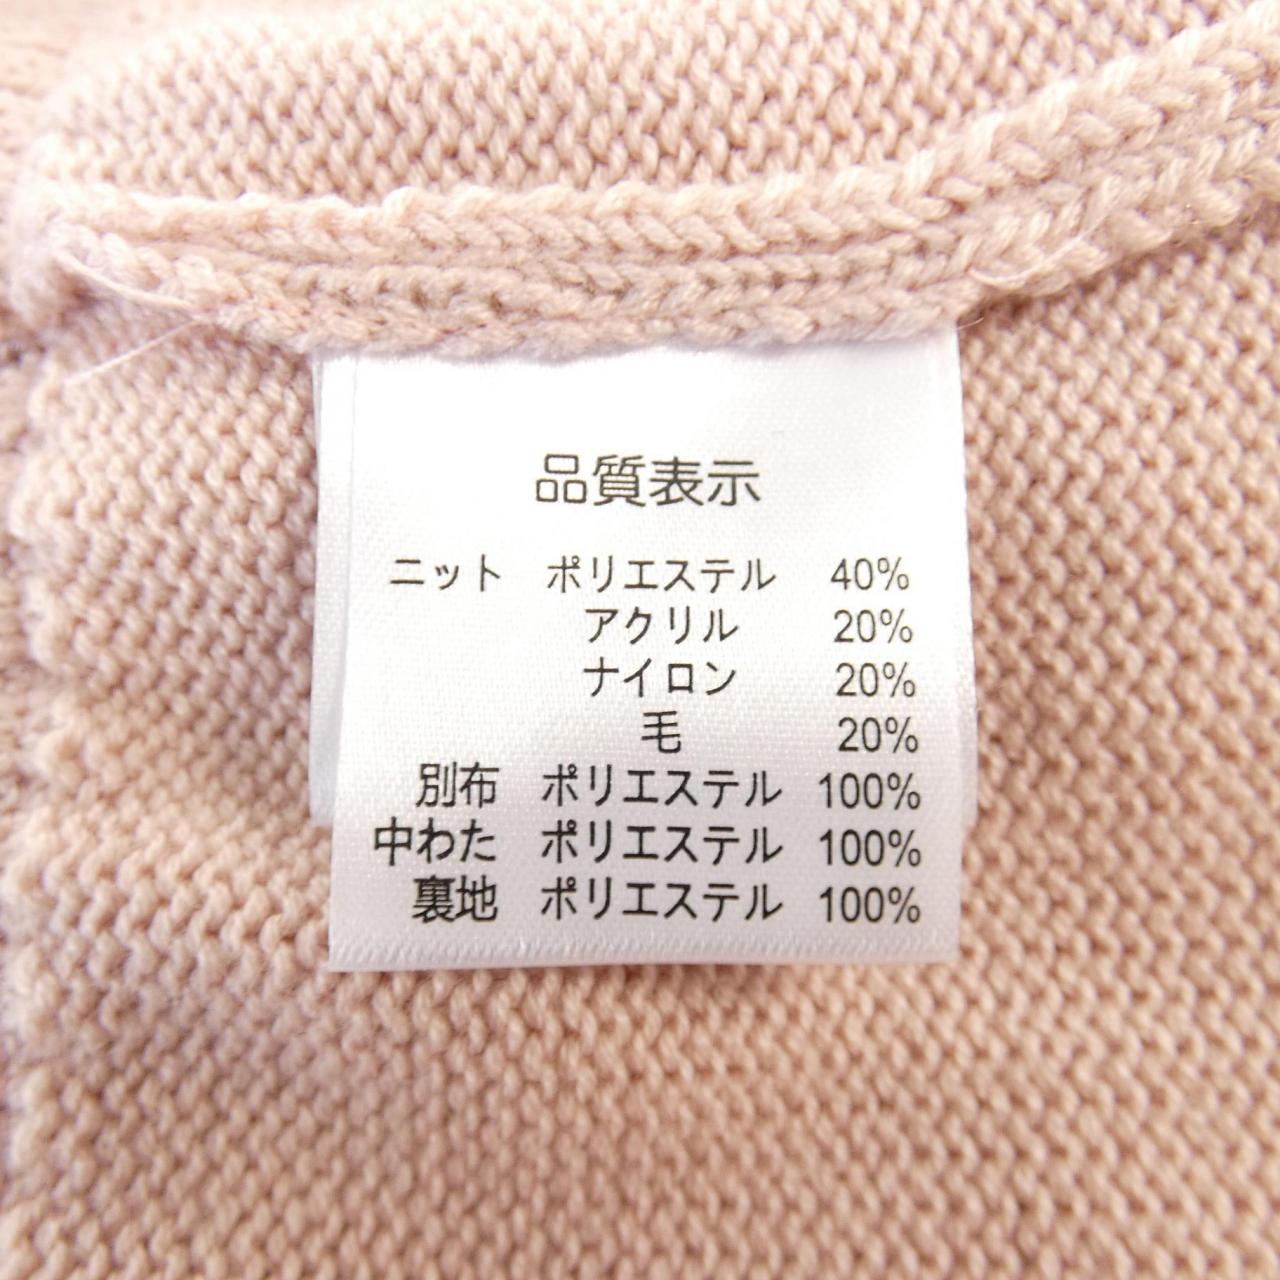 品質表示
ニット ポリエステル 40%
アクリル 20%
ナイロン 20%
毛 20%
別布 ポリエステル 100%
中わた ポリエステル 100%
裏地 ポリエステル 100%